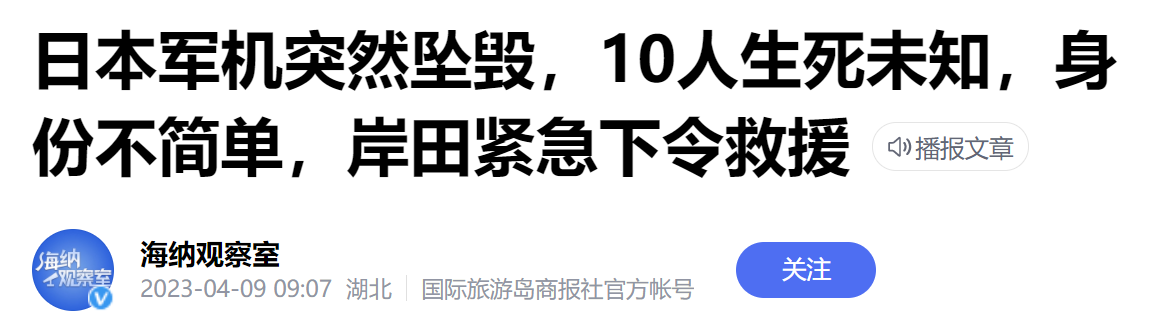 日本军机突然坠毁，10人生死未知，身
份不简单，岸田紧急下令救援 播报文章
海纳
观察室
海纳观察室
关注
2023-04-09 09:07 湖北 国际旅游岛商报社官方帐号